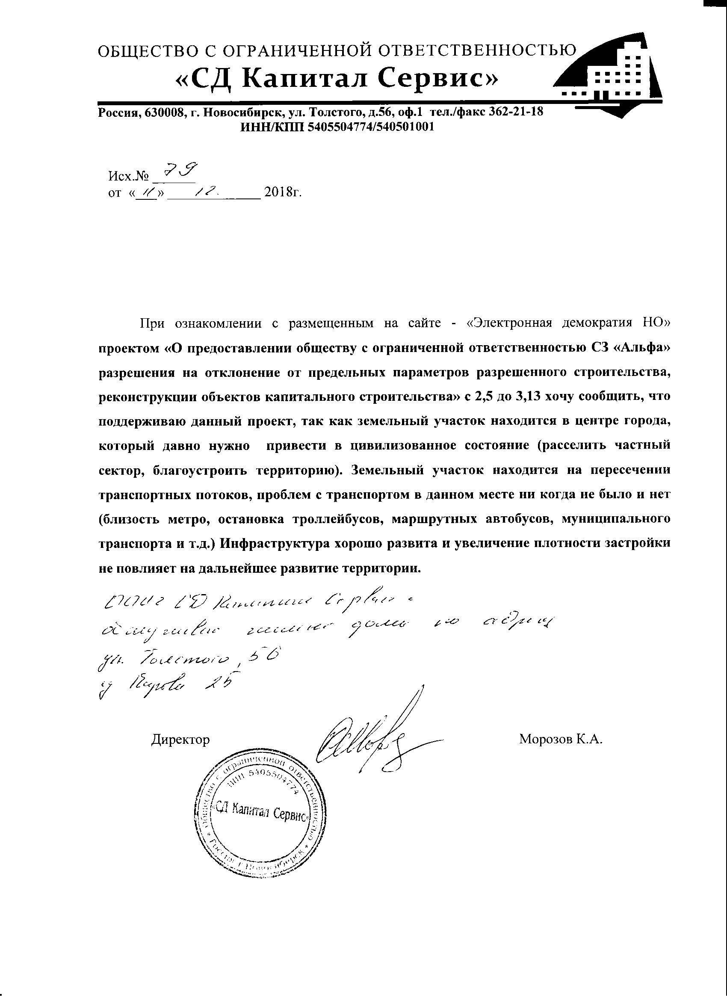 ОБЩЕСТВО С ОГРАНИЧЕННОЙ ОТВЕТСТВЕННОСТЬЮ
«СД Капитал Сервис»
Россия, 630008, г. Новосибирск, ул. Толстого, д.56, оф.1 тел./факс 362-21-18
ИНН/КПП 5405504774/540501001
Исх.№ 79
от «11» 12. 2018г.
При ознакомлении с размещенным на сайте - «Электронная демократия НО»
проектом «О предоставлении обществу с ограниченной ответственностью СЗ «Альфа»
разрешения на отклонение от предельных параметров разрешенного строительства,
реконструкции объектов капитального строительства» с 2,5 до 3,13 хочу сообщить, что
поддерживаю данный проект, так как земельный участок находится в центре города,
который давно нужно привести в цивилизованное состояние (расселить частный
сектор, благоустроить территорию). Земельный участок находится на пересечении
транспортных потоков, проблем с транспортом в данном месте ни когда не было и нет
(близость метро, остановка троллейбусов, маршрутных автобусов, муниципального
транспорта и т.д.) Инфраструктура хорошо развита и увеличение плотности застройки
не повлияет на дальнейшее развитие территории.
СД Капитал Сервис
дома по
ул. Толстого, 56
Кирова 25
Директор
Морозов К.А.
* Общество с ограниченной ответственностью *
Россия г.Новосибирск
ИНН 5405504774
«СД Капитал Сервис»